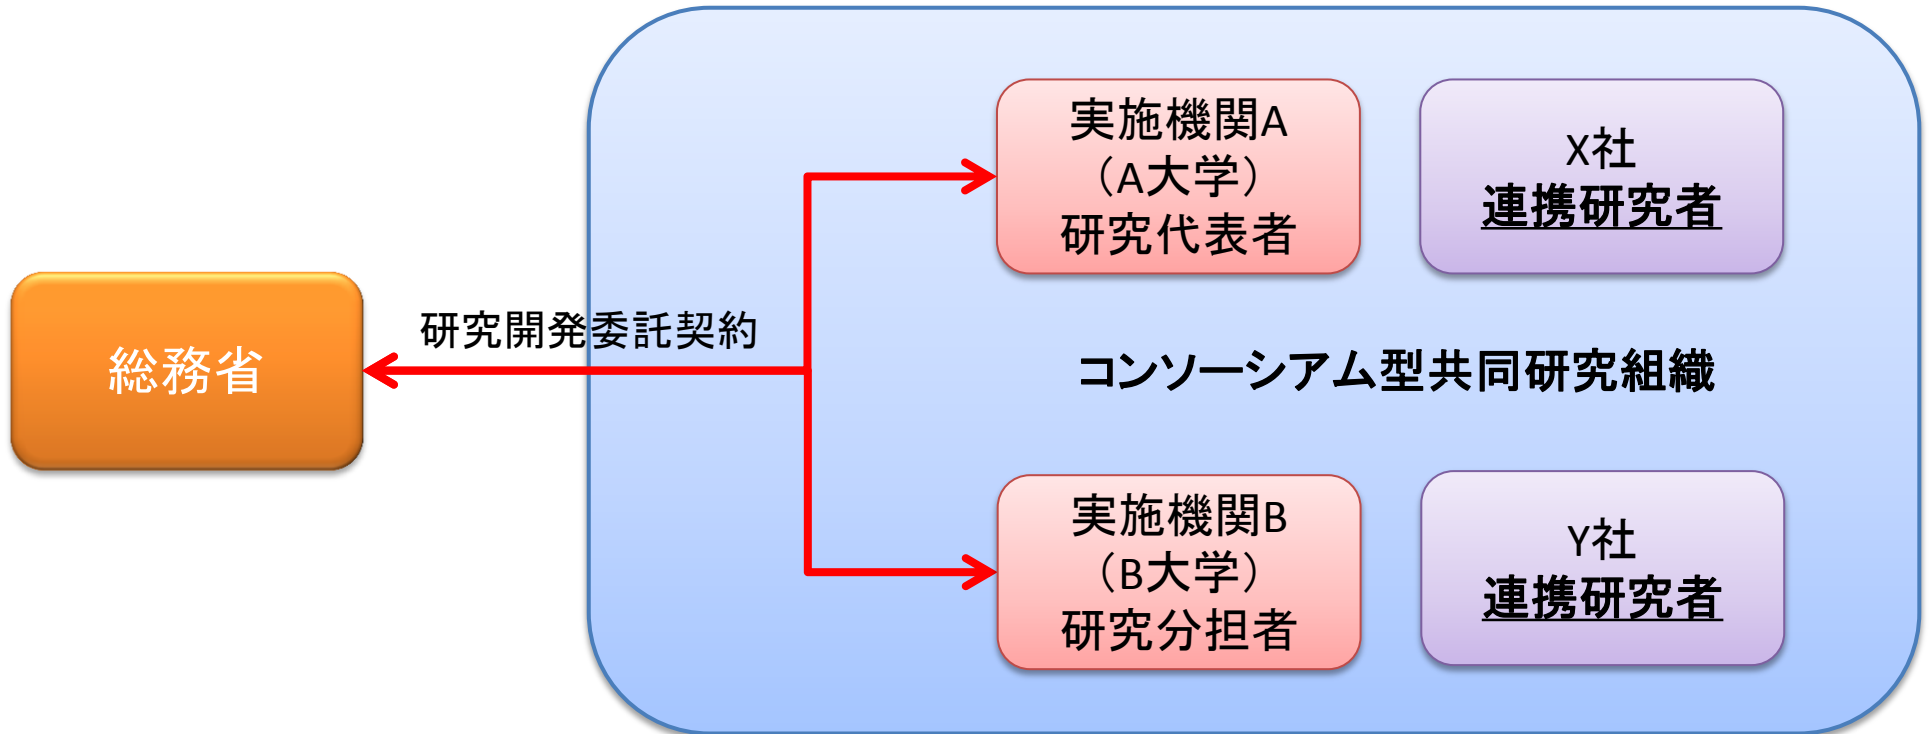 実施機関A
（A大学）
研究代表者
X社
連携研究者
研究開発委託契約
総務省
コンソーシアム型共同研究組織
実施機関B
（B大学）
研究分担者
Y社
連携研究者